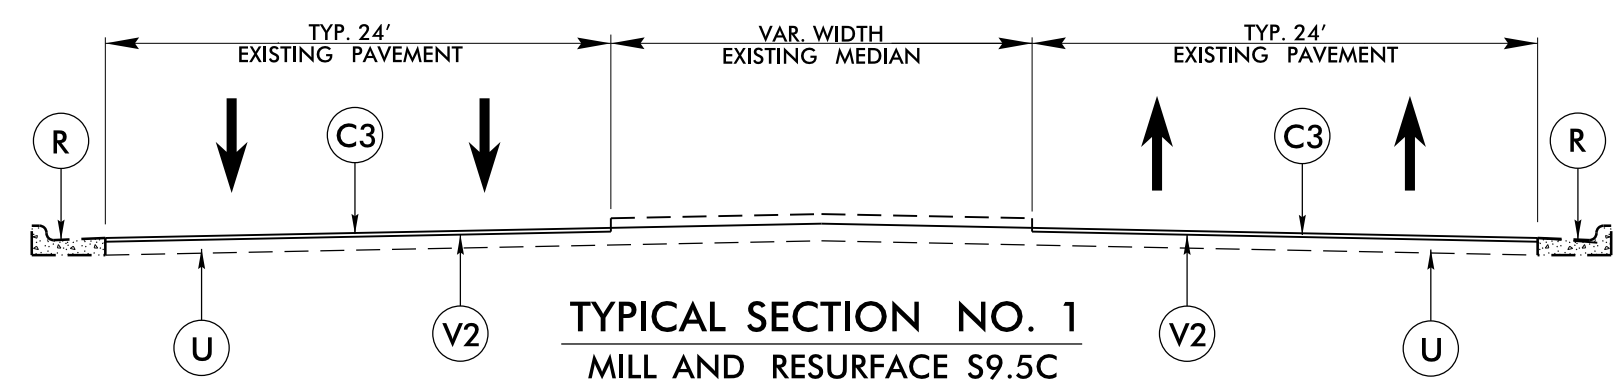 TYP. 24'
EXISTING PAVEMENT
VAR. WIDTH
EXISTING MEDIAN
TYP. 24'
EXISTING PAVEMENT
R
C3
C3
R
U
V2
V2
U
TYPICAL SECTION NO. 1
MILL AND RESURFACE S9.5C